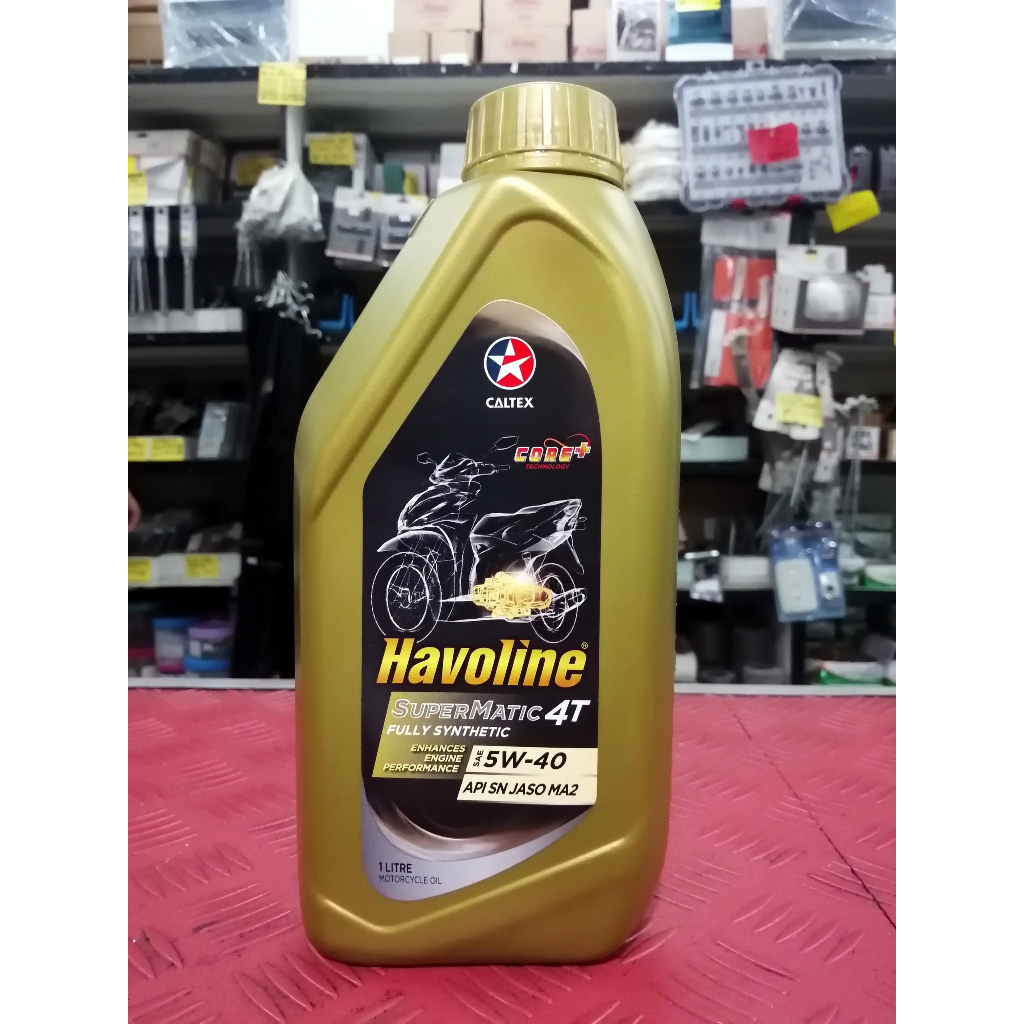 CALTEX
CORE+
TECHNOLOGY
Havoline®
SUPERMATIC 4T
FULLY SYNTHETIC
ENHANCES
ENGINE
PERFORMANCE
SAE 5W-40
API SN JASO MA2
1 LITRE
MOTORCYCLE OIL